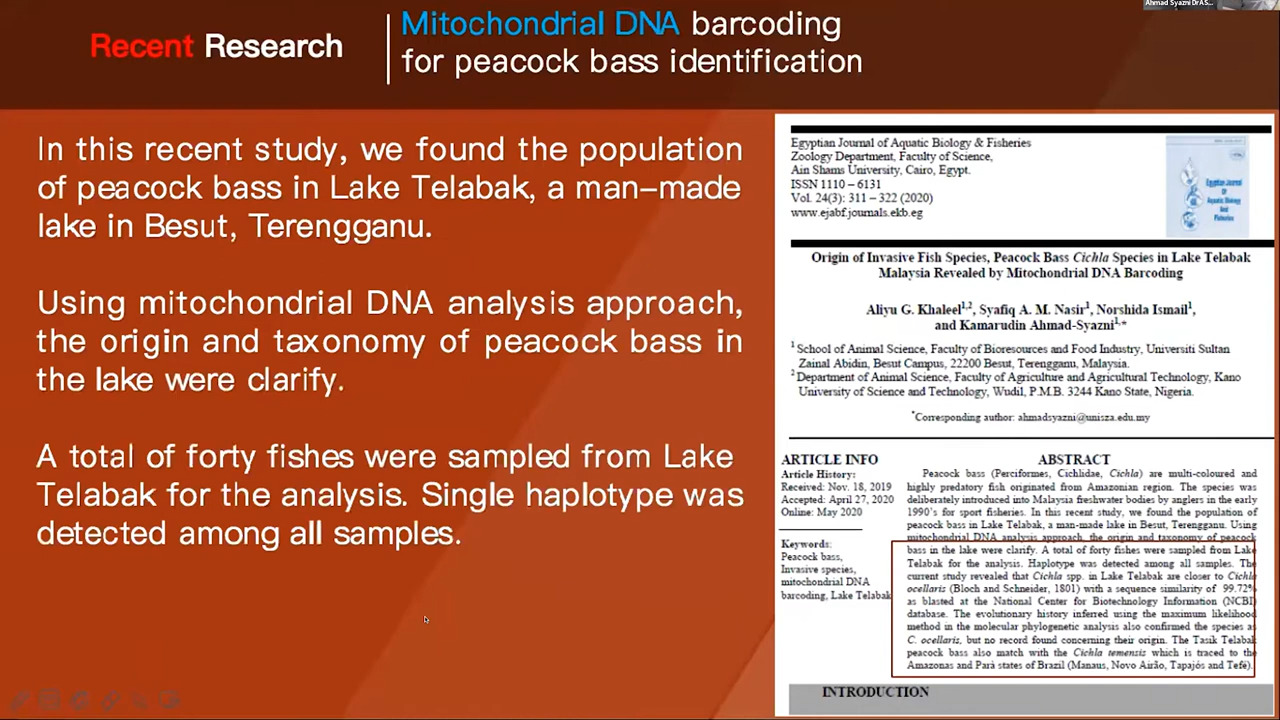 Ahmad Syazni DrAS...
Recent Research
Mitochondrial DNA barcoding
for peacock bass identification
In this recent study, we found the population
of peacock bass in Lake Telabak, a man-made
lake in Besut, Terengganu.
Using mitochondrial DNA analysis approach,
the origin and taxonomy of peacock bass in
the lake were clarify.
A total of forty fishes were sampled from Lake
Telabak for the analysis. Single haplotype was
detected among all samples.
Egyptian Journal of Aquatic Biology & Fisheries
Zoology Department, Faculty of Science,
Ain Shams University, Cairo, Egypt.
ISSN 1110 – 6131
Vol. 24(3): 311 – 322 (2020)
www.ejabf.journals.ekb.eg
Egyptian Journal
Of
Aquatic Biology
And
Fisheries
Origin of Invasive Fish Species, Peacock Bass Cichla Species in Lake Telabak
Malaysia Revealed by Mitochondrial DNA Barcoding
Aliyu G. Khaleel1,2, Syafiq A. M. Nasir1, Norshida Ismail1,
and Kamarudin Ahmad-Syazni1,*
1 School of Animal Science, Faculty of Bioresources and Food Industry, Universiti Sultan
Zainal Abidin, Besut Campus, 22200 Besut, Terengganu, Malaysia.
2 Department of Animal Science, Faculty of Agriculture and Agricultural Technology, Kano
University of Science and Technology, Wudil, P.M.B. 3244 Kano State, Nigeria.
*Corresponding author: ahmadsyazni@unisza.edu.my
ARTICLE INFO
Article History:
Received: Nov. 18, 2019
Accepted: April 27, 2020
Online: May 2020
Keywords:
Peacock bass,
Invasive species,
mitochondrial DNA
barcoding, Lake Telabak
ABSTRACT
Peacock bass (Perciformes, Cichlidae, Cichla) are multi-coloured and
highly predatory fish originated from Amazonian region. The species was
deliberately introduced into Malaysia freshwater bodies by anglers in the early
1990's for sport fisheries. In this recent study, we found the population of
peacock bass in Lake Telabak, a man-made lake in Besut, Terengganu. Using
mitochondrial DNA analysis approach, the origin and taxonomy of peacock
bass in the lake were clarify. A total of forty fishes were sampled from Lake
Telabak for the analysis. Haplotype was detected among all samples. The
current study revealed that Cichla spp. in Lake Telabak are closer to Cichla
ocellaris (Bloch and Schneider, 1801) with a sequence similarity of 99.72%
as blasted at the National Center for Biotechnology Information (NCBI)
database. The evolutionary history inferred using the maximum likelihood
method in the molecular phylogenetic analysis also confirmed the species as
C. ocellaris, but no record found concerning their origin. The Tasik Telabak
peacock bass also match with the Cichla temensis which is traced to the
Amazonas and Pará states of Brazil (Manaus, Novo Airão, Tapajós and Tefé).
INTRODUCTION